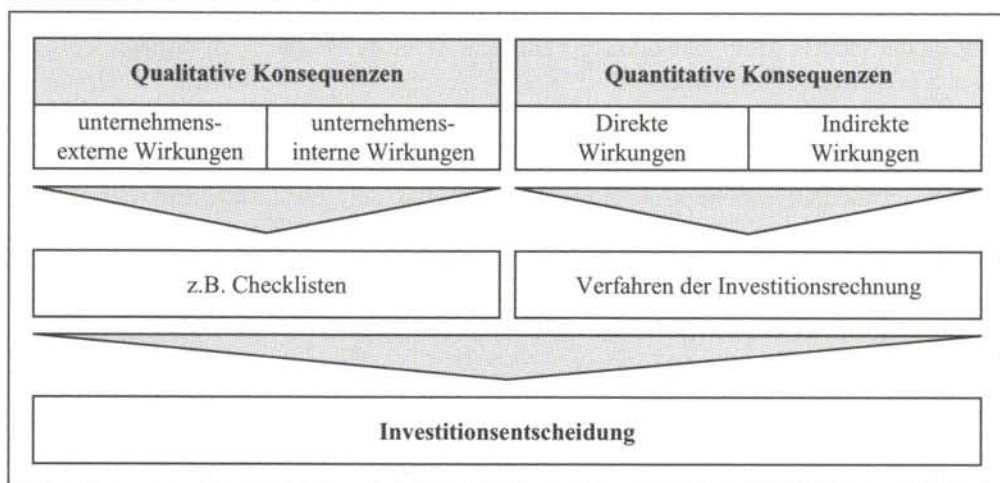 Qualitative Konsequenzen
Quantitative Konsequenzen
unternehmens-
externe Wirkungen
unternehmens-
interne Wirkungen
Direkte
Wirkungen
Indirekte
Wirkungen
z.B. Checklisten
Verfahren der Investitionsrechnung
Investitionsentscheidung